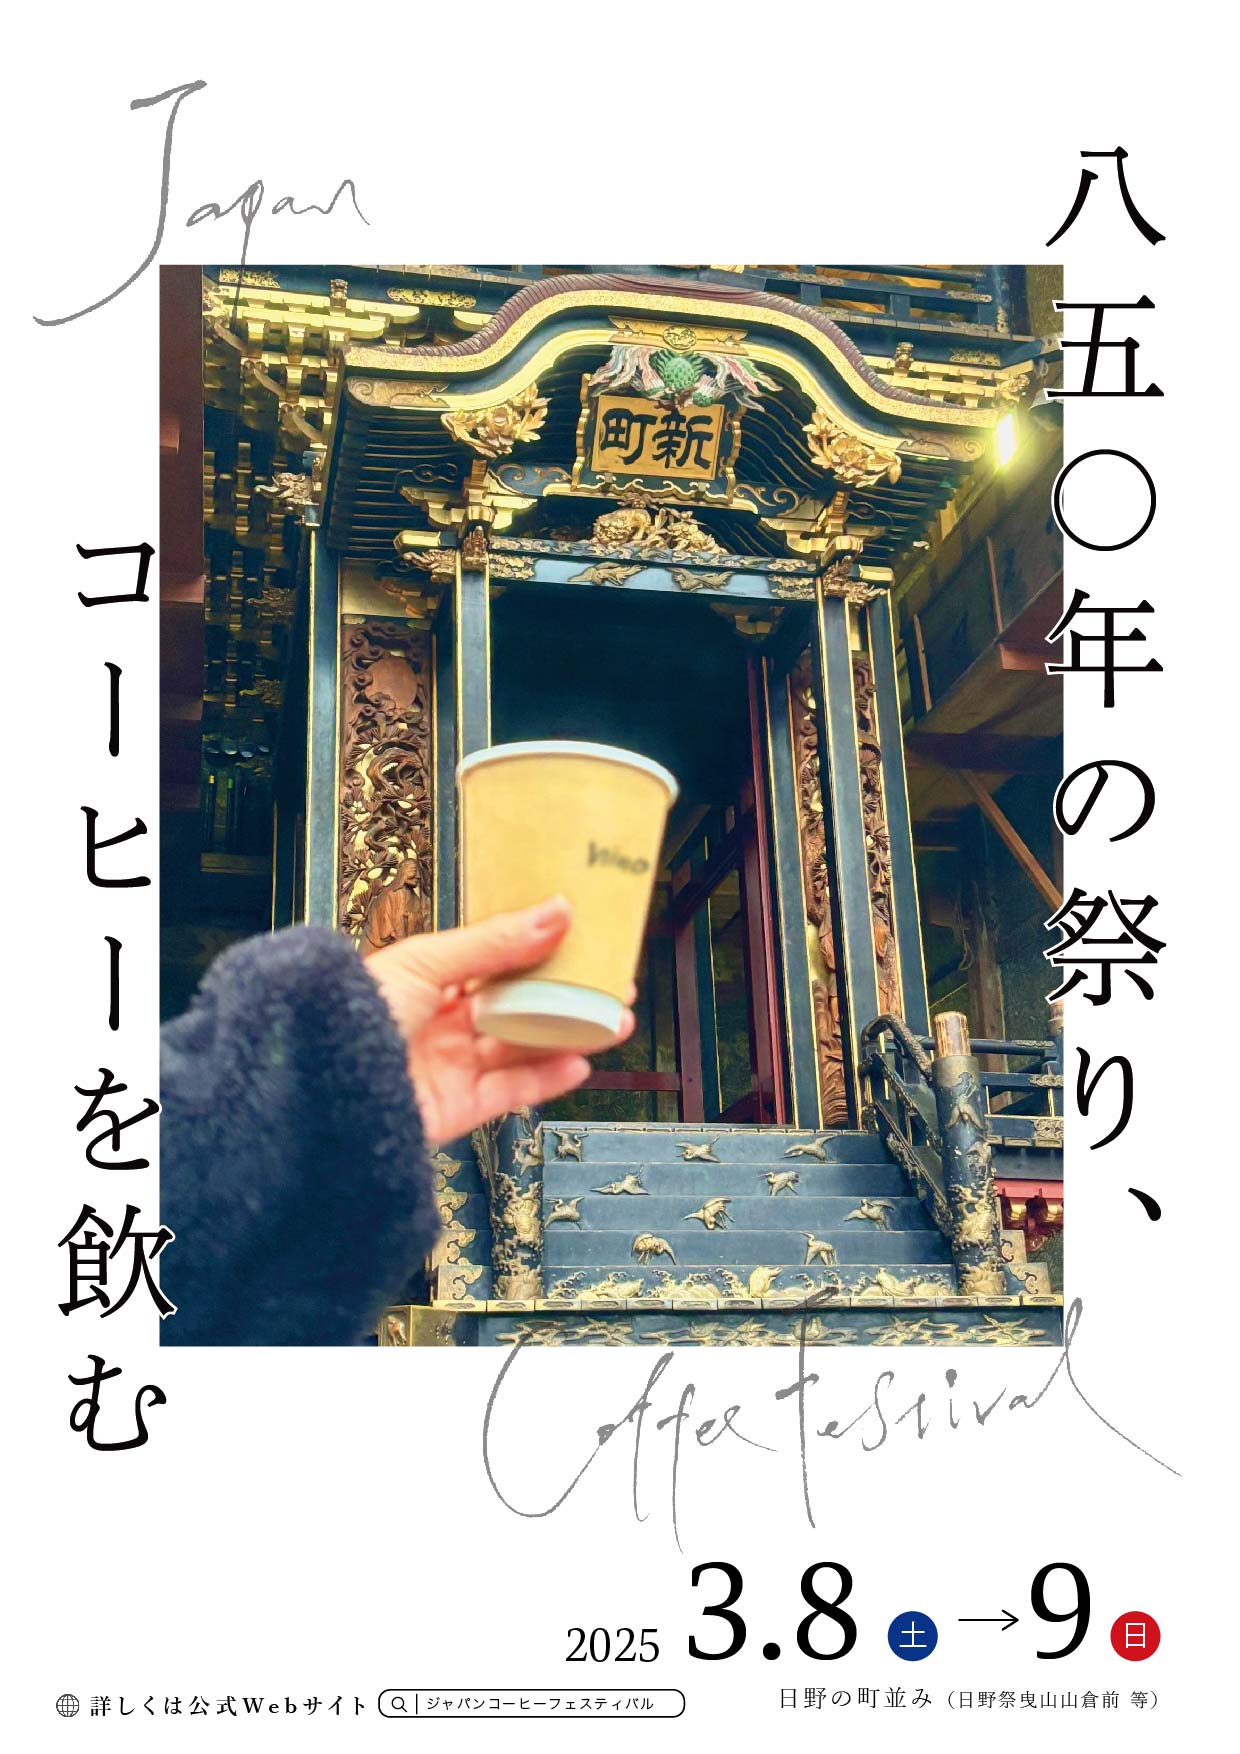 Japan
八五〇年の祭り、
コーヒーを飲む
町新
Coffee Festival
2025 3.8 土 → 9 日
日野の町並み（日野祭曳山山倉前 等）
詳しくは公式Webサイト ジャパンコーヒーフェスティバル